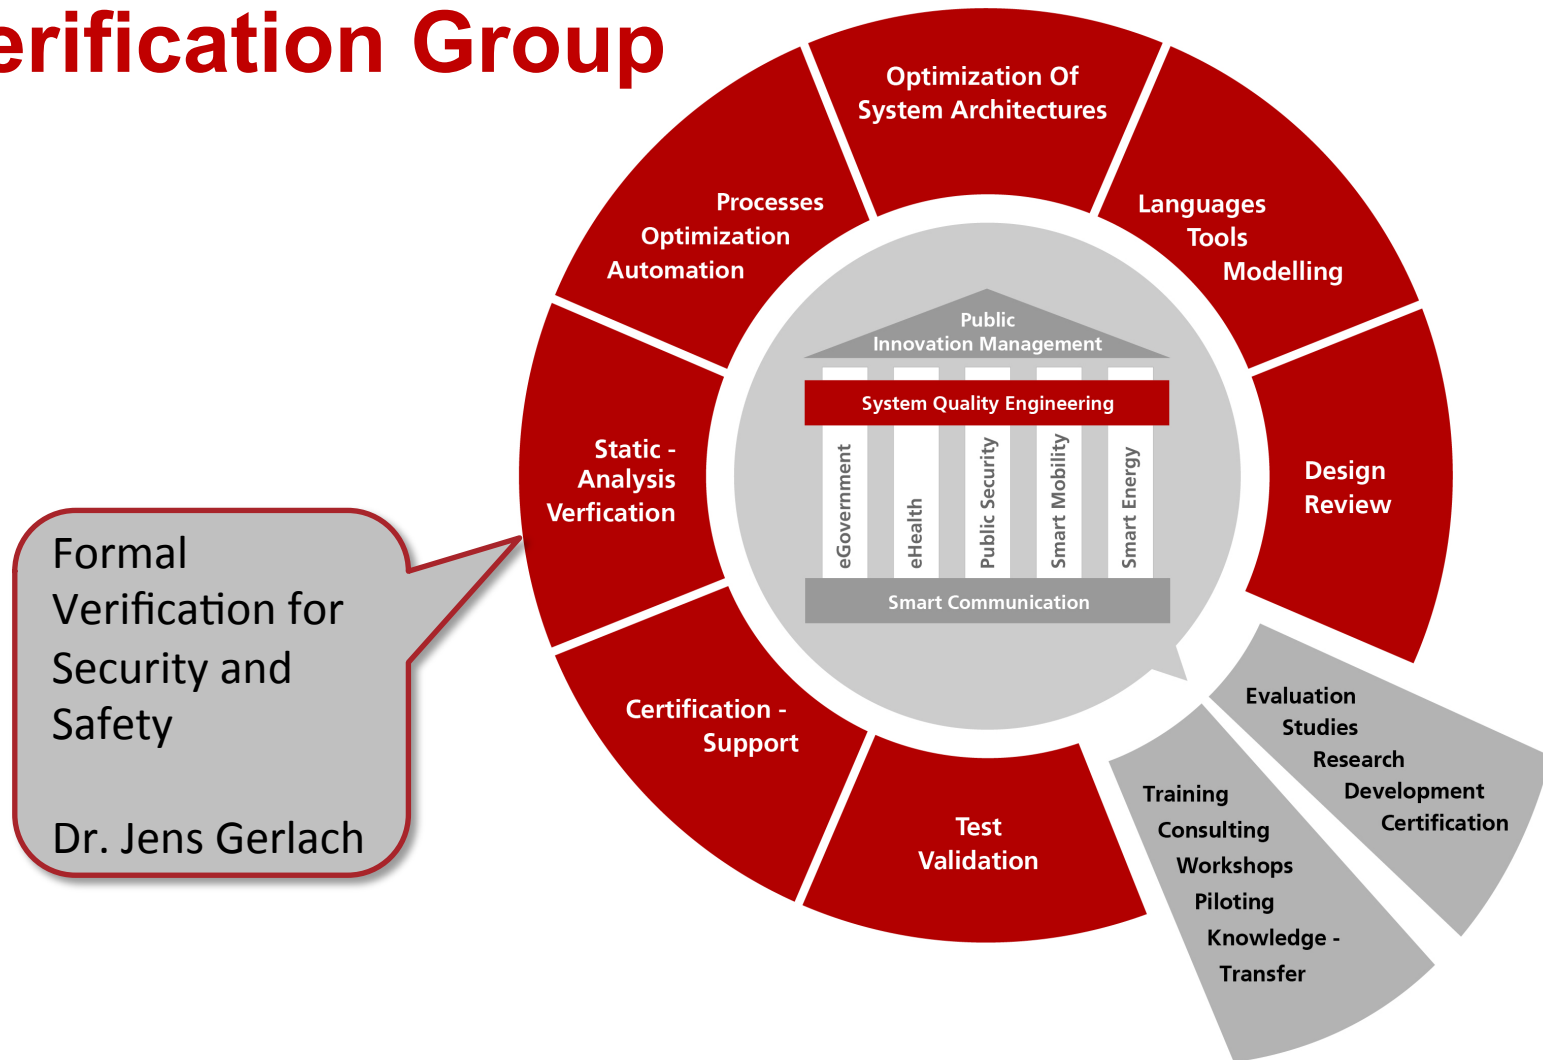 erification Group
Optimization Of
System Architectures
Processes
Optimization
Automation
Languages
Tools
Modelling
Static -
Analysis
Verfication
Design
Review
Certification -
Support
Test
Validation
Public
Innovation Management
System Quality Engineering
eGovernment
eHealth
Public Security
Smart Mobility
Smart Energy
Smart Communication
Formal
Verification for
Security and
Safety
Dr. Jens Gerlach
Evaluation
Studies
Research
Development
Certification
Training
Consulting
Workshops
Piloting
Knowledge -
Transfer